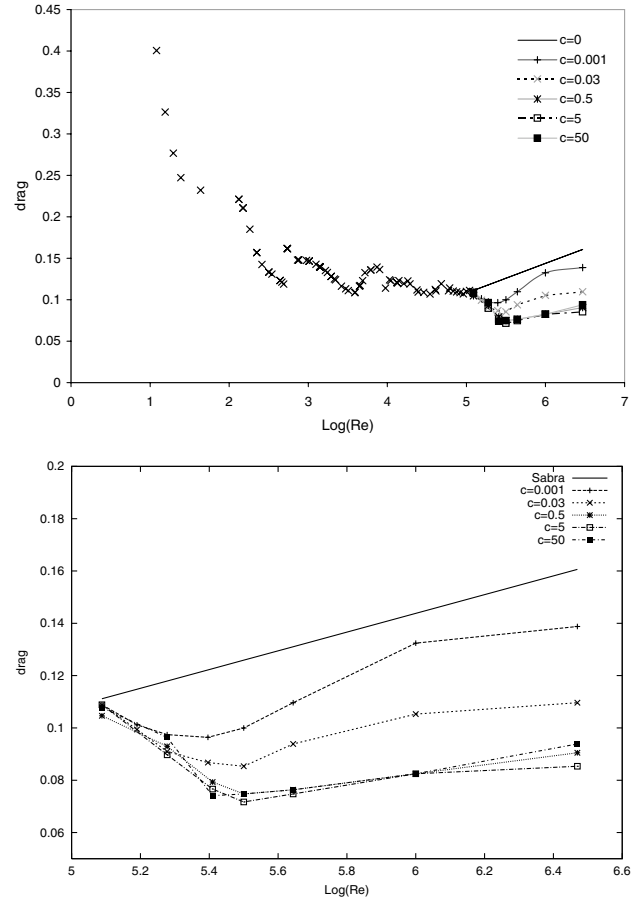 0.45
0.4
0.35
0.3
0.25
0.2
0.15
0.1
0.05
0
drag
0 1 2 3 4 5 6 7
Log(Re)
c=0
c=0.001
c=0.03
c=0.5
c=5
c=50
0.2
0.18
0.16
0.14
0.12
0.1
0.08
0.06
drag
5 5.2 5.4 5.6 5.8 6 6.2 6.4 6.6
Log(Re)
Sabra
c=0.001
c=0.03
c=0.5
c=5
c=50